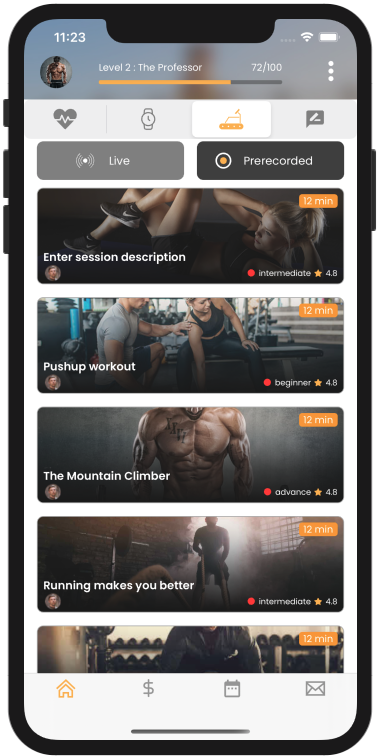 11:23
Level 2 : The Professor 72/100
Live Prerecorded
12 min
Enter session description
intermediate 4.8
12 min
Pushup workout
beginner 4.8
12 min
The Mountain Climber
advance 4.8
12 min
Running makes you better
intermediate 4.8
12 min
$